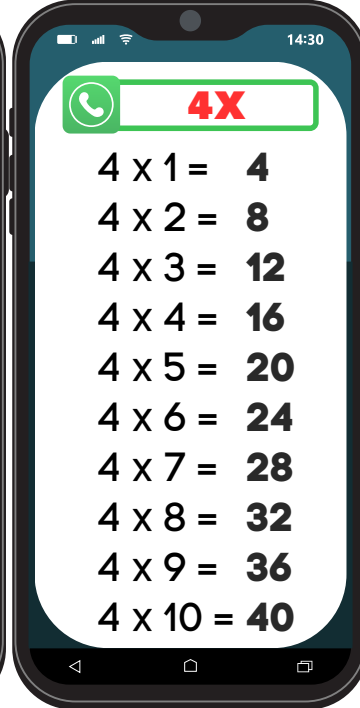 14:30
4X
4 x 1 = 4
4 x 2 = 8
4 x 3 = 12
4 x 4 = 16
4 x 5 = 20
4 x 6 = 24
4 x 7 = 28
4 x 8 = 32
4 x 9 = 36
4 x 10 = 40